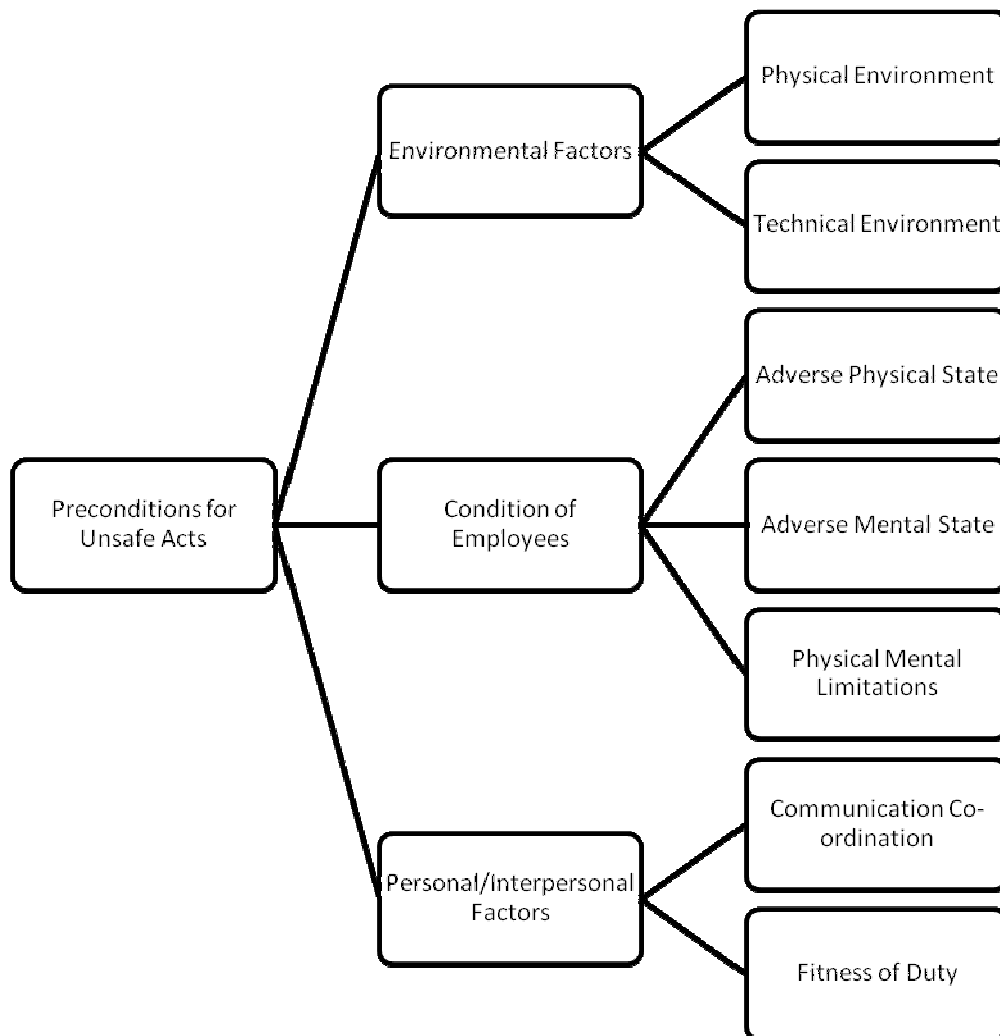 Physical Environment
Environmental Factors
Technical Environment
Adverse Physical State
Preconditions for
Unsafe Acts
Condition of
Employees
Adverse Mental State
Physical Mental
Limitations
Communication Co-
ordination
Personal/Interpersonal
Factors
Fitness of Duty